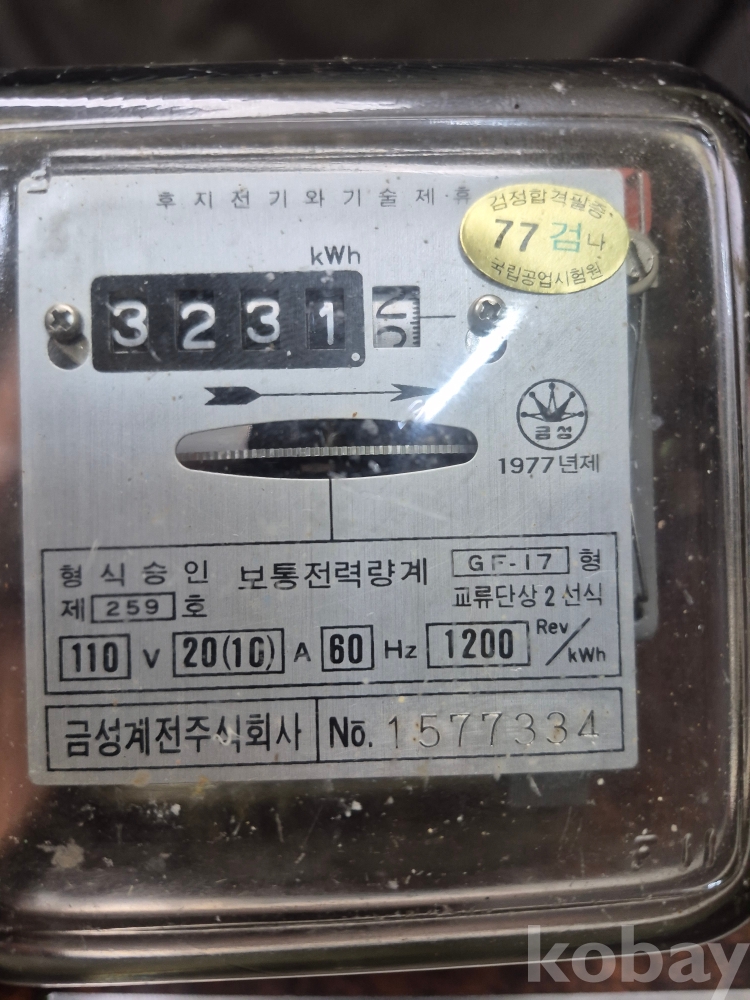 후지전기와기술제휴
검정합격필증
77검나
국립공업시험원
kWh
3231
금성
1977년제
형식승인 보통전력량계 GF-17 형
제 259 호 교류단상2선식
110 V 20(10) A 60 Hz 1200 Rev/kWh
금성계전주식회사 No. 1577334
kobay